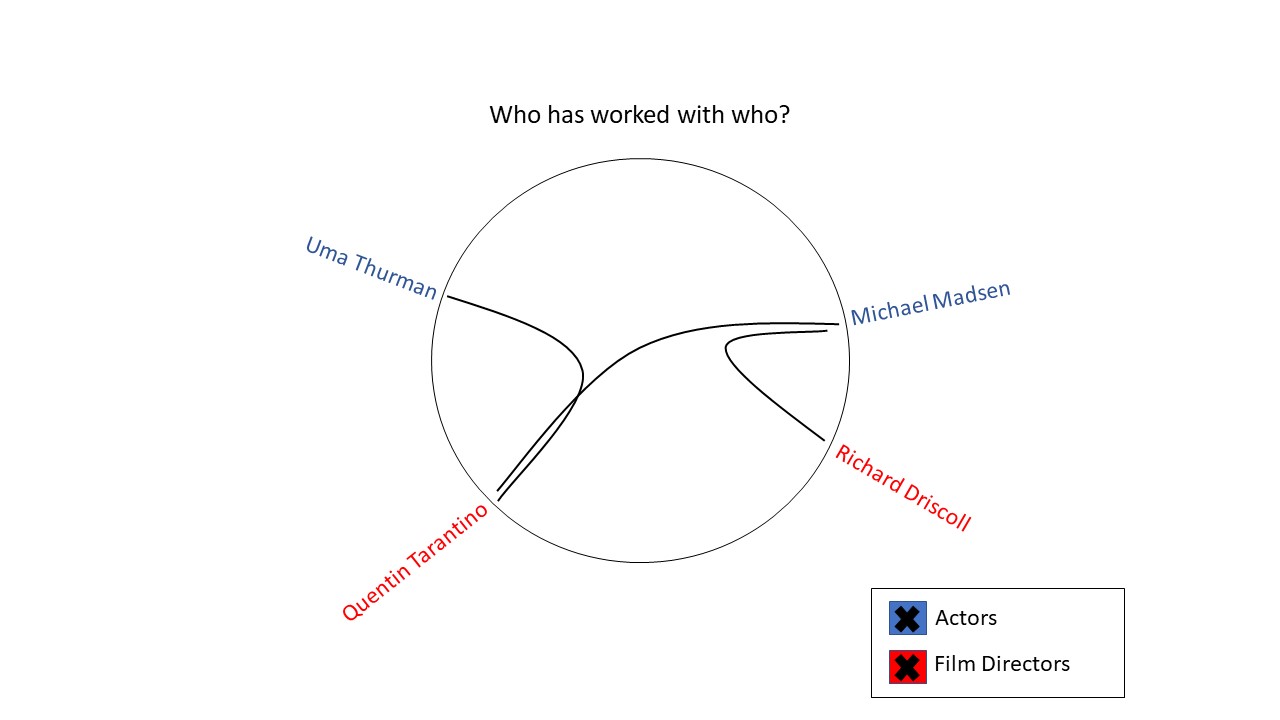 Who has worked with who?
Uma Thurman
Michael Madsen
Richard Driscoll
Quentin Tarantino
Actors
Film Directors